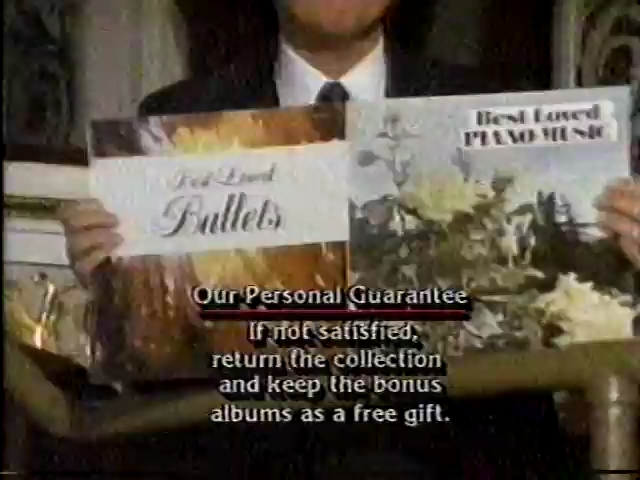 Best Loved
PIANO MUSIC
Best Loved
Ballets
Our Personal Guarantee
If not satisfied,
return the collection
and keep the bonus
albums as a free gift.